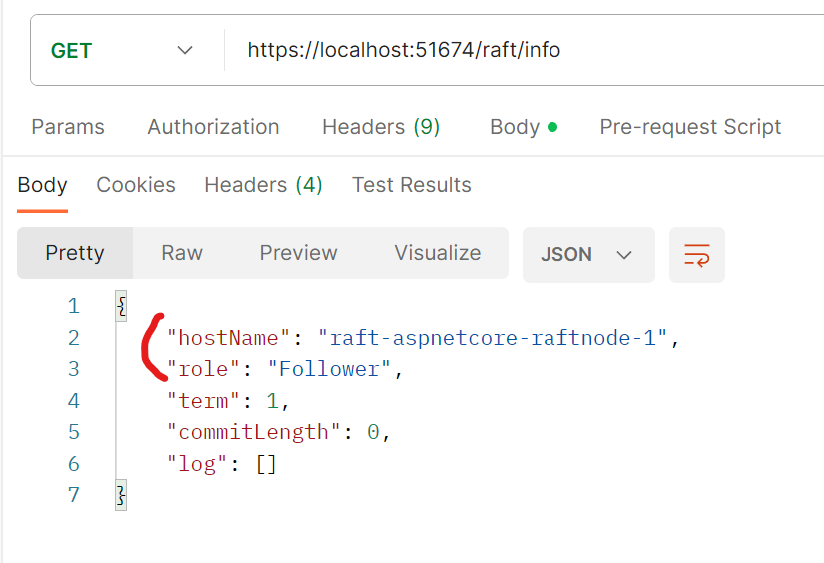 GET https://localhost:51674/raft/info
Params Authorization Headers (9) Body Pre-request Script
Body Cookies Headers (4) Test Results
Pretty Raw Preview Visualize JSON
1 {
2 "hostName": "raft-aspnetcore-raftnode-1",
3 "role": "Follower",
4 "term": 1,
5 "commitLength": 0,
6 "log": []
7 }